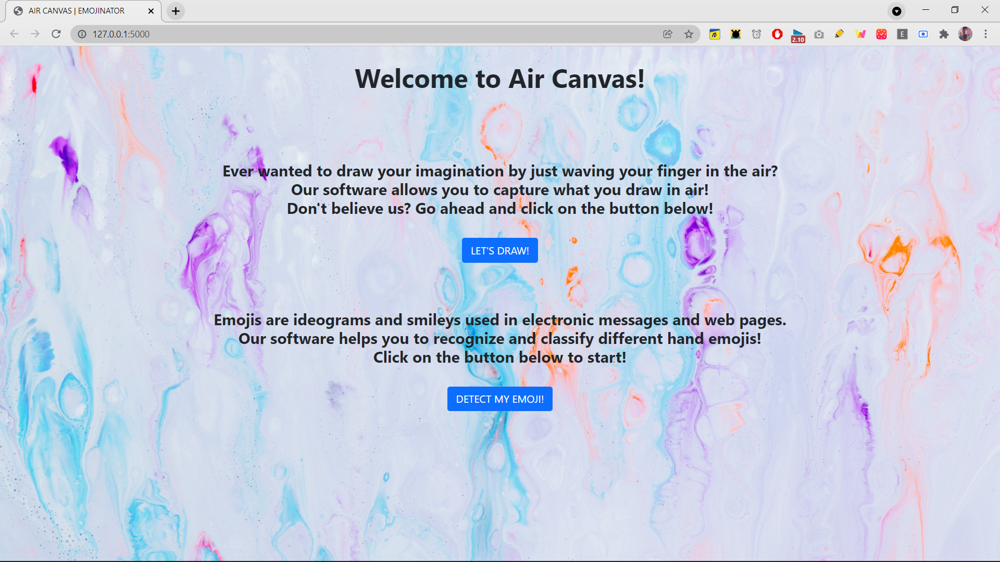 AIR CANVAS | EMOJINATOR
127.0.0.1:5000
n
2.10
E
Welcome to Air Canvas!
Ever wanted to draw your imagination by just waving your finger in the air?
Our software allows you to capture what you draw in air!
Don't believe us? Go ahead and click on the button below!
LET'S DRAW!
Emojis are ideograms and smileys used in electronic messages and web pages.
Our software helps you to recognize and classify different hand emojis!
Click on the button below to start!
DETECT MY EMOJI!